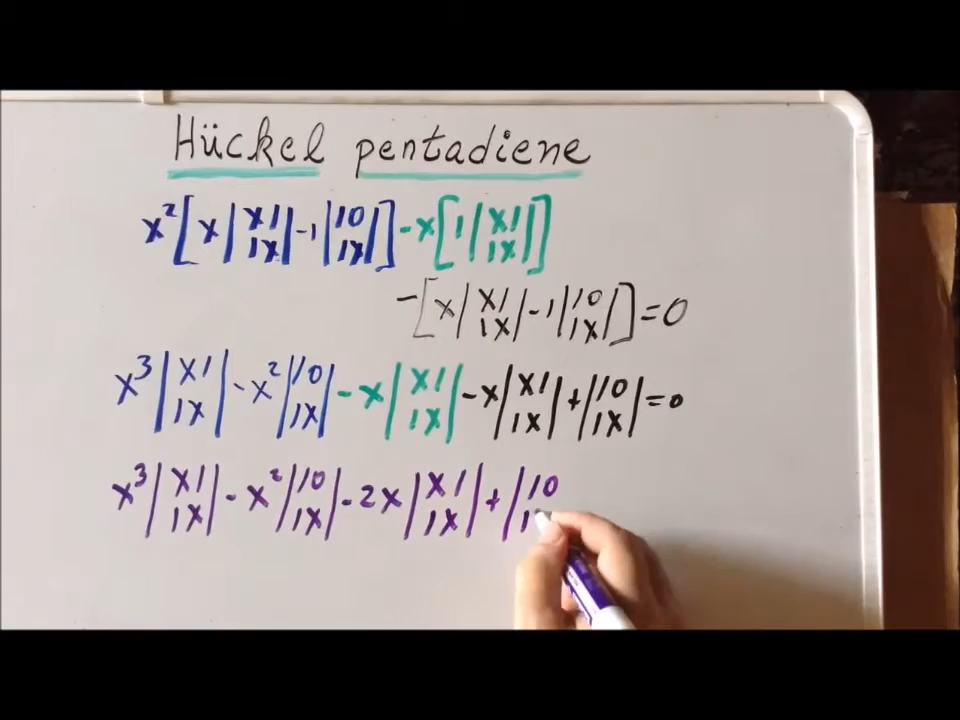 Hückel pentadiene
x²[x|x1 1x|-1|10 1x|]-x[1|x1 1x|]
-[x|x1 1x|-1|10 1x|]=0
x³|x1 1x|-x²|10 1x|-x|x1 1x|-x|x1 1x|+|10 1x|=0
x³|x1 1x|-x²|10 1x|-2x|x1 1x|+|10 1